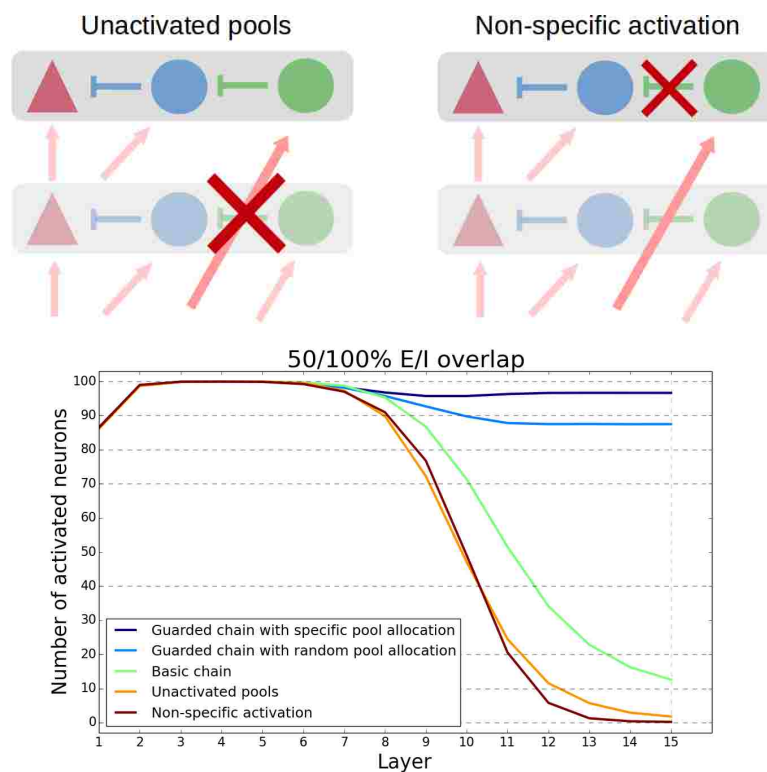 Unactivated pools
Non-specific activation
50/100% E/I overlap
Number of activated neurons
100
90
80
70
60
50
40
30
20
10
0
Guarded chain with specific pool allocation
Guarded chain with random pool allocation
Basic chain
Unactivated pools
Non-specific activation
1 2 3 4 5 6 7 8 9 10 11 12 13 14 15
Layer